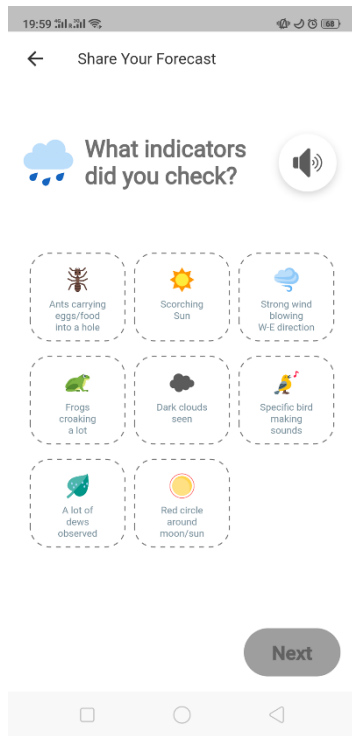 19:59
68
Share Your Forecast
What indicators
did you check?
Ants carrying
eggs/food
into a hole
Scorching
Sun
Strong wind
blowing
W-E direction
Frogs
croaking
a lot
Dark clouds
seen
Specific bird
making
sounds
A lot of
dews
observed
Red circle
around
moon/sun
Next